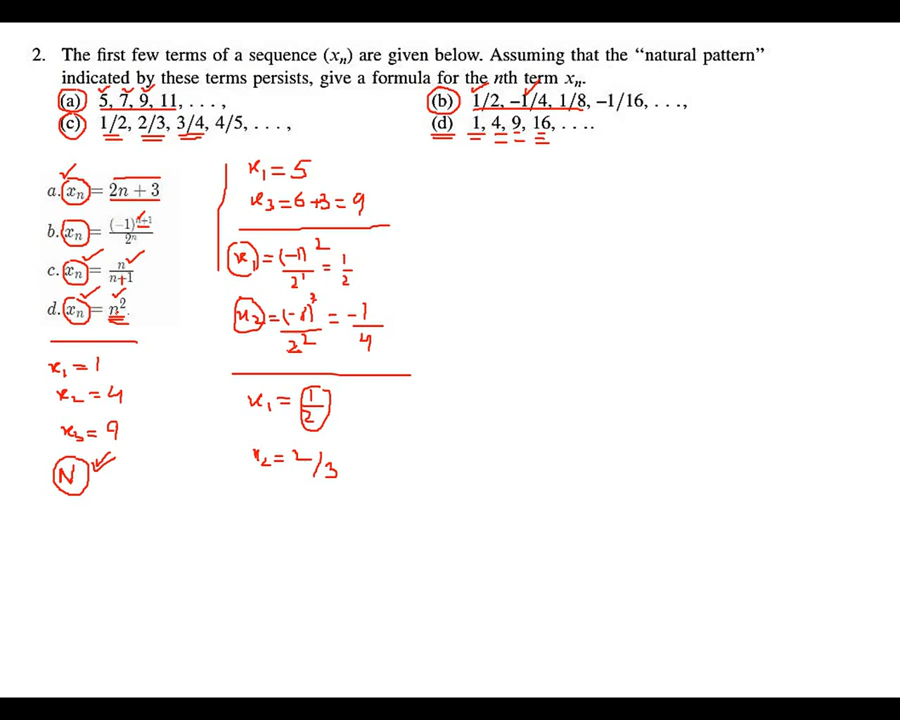 2. The first few terms of a sequence (xₙ) are given below. Assuming that the “natural pattern”
indicated by these terms persists, give a formula for the nth term xₙ.
(a) 5, 7, 9, 11, . . . ,
(b) 1/2, –1/4, 1/8, –1/16, . . . ,
(c) 1/2, 2/3, 3/4, 4/5, . . . ,
(d) 1, 4, 9, 16, . . . .
a. xₙ = 2n + 3
b. xₙ = (−1)ⁿ⁺¹/2ⁿ
c. xₙ = n/n+1
d. xₙ = n².
x₁ = 1
x₂ = 4
x₃ = 9
N
x₁ = 5
x₃ = 6+3 = 9
x₁ = (-1)²/2¹ = 1/2
x₂ = (-1)³/2² = -1/4
x₁ = 1/2
x₂ = 2/3